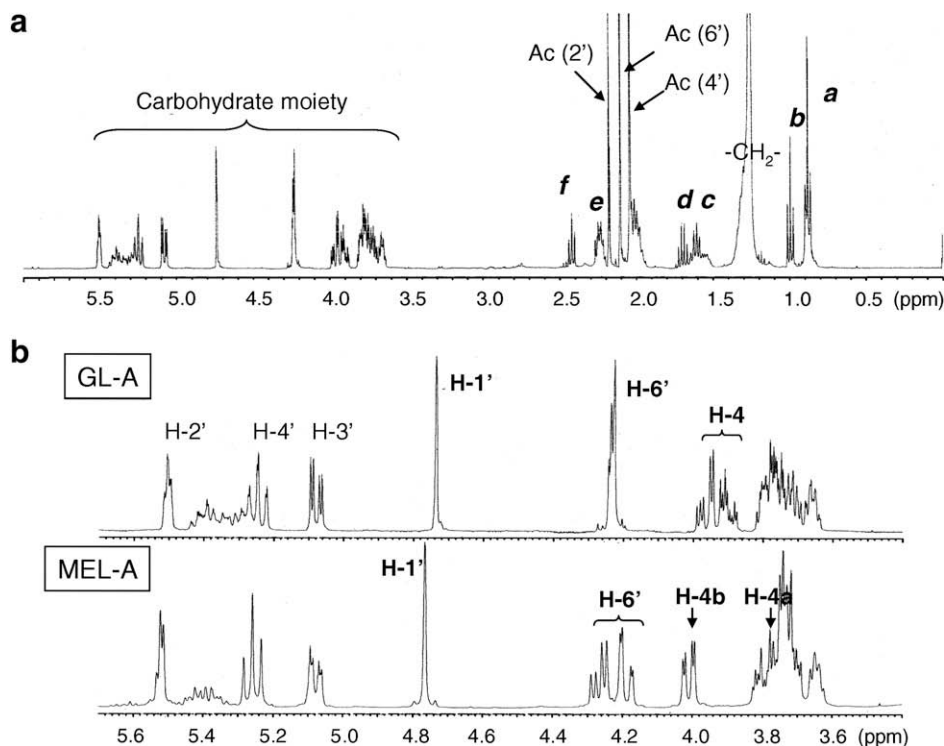 a
Ac (2')
Ac (6')
Ac (4')
Carbohydrate moiety
f
e
d
c
-CH2-
b
a
5.5 5.0 4.5 4.0 3.5 3.0 2.5 2.0 1.5 1.0 0.5 (ppm)
b
GL-A
H-2'
H-4'
H-3'
H-1'
H-6'
H-4
MEL-A
H-1'
H-6'
H-4b
H-4a
5.6 5.4 5.2 5.0 4.8 4.6 4.4 4.2 4.0 3.8 (ppm)